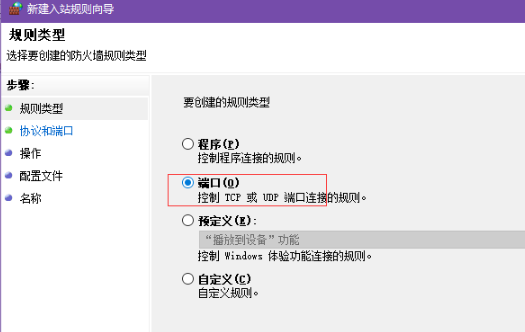 新建入站规则向导
规则类型
选择要创建的防火墙规则类型
步骤:
规则类型
协议和端口
操作
配置文件
名称
要创建的规则类型
程序(P)
控制程序连接的规则。
端口(O)
控制 TCP 或 UDP 端口连接的规则。
预定义(E):
“播放到设备”功能
控制 Windows 体验功能连接的规则。
自定义(C)
自定义规则。